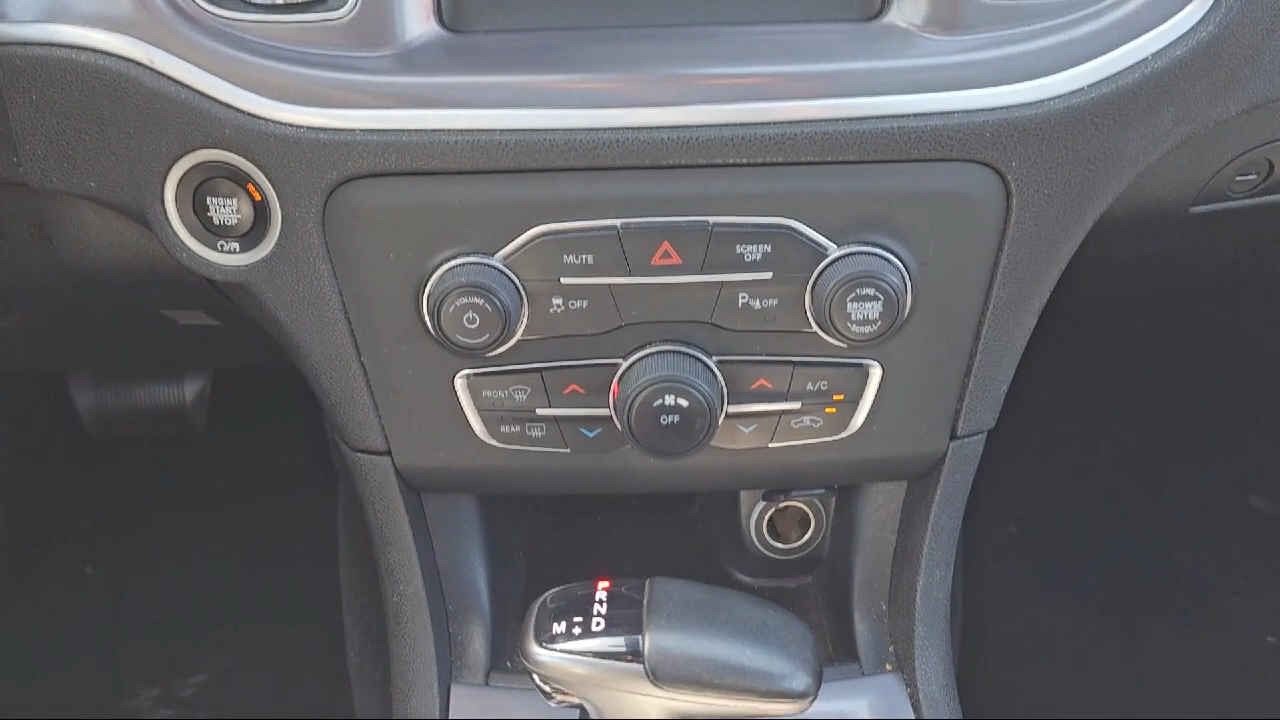 ENGINE
START
STOP
MUTE
SCREEN
OFF
VOLUME
OFF
P OFF
TUNE
BROWSE
ENTER
SCROLL
FRONT
A/C
REAR
OFF
P
R
N
D
M
-
+